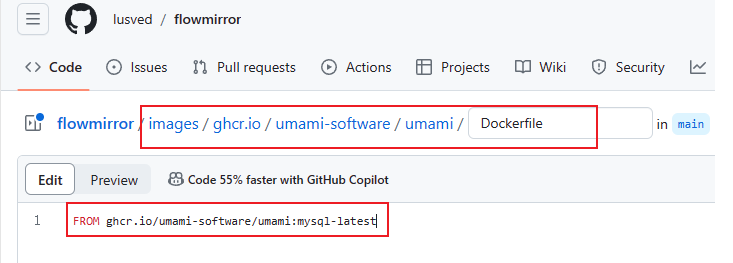 lusved / flowmirror
Code Issues Pull requests Actions Projects Wiki Security
flowmirror / images / ghcr.io / umami-software / umami / Dockerfile in main
Edit Preview Code 55% faster with GitHub Copilot
1 FROM ghcr.io/umami-software/umami:mysql-latest